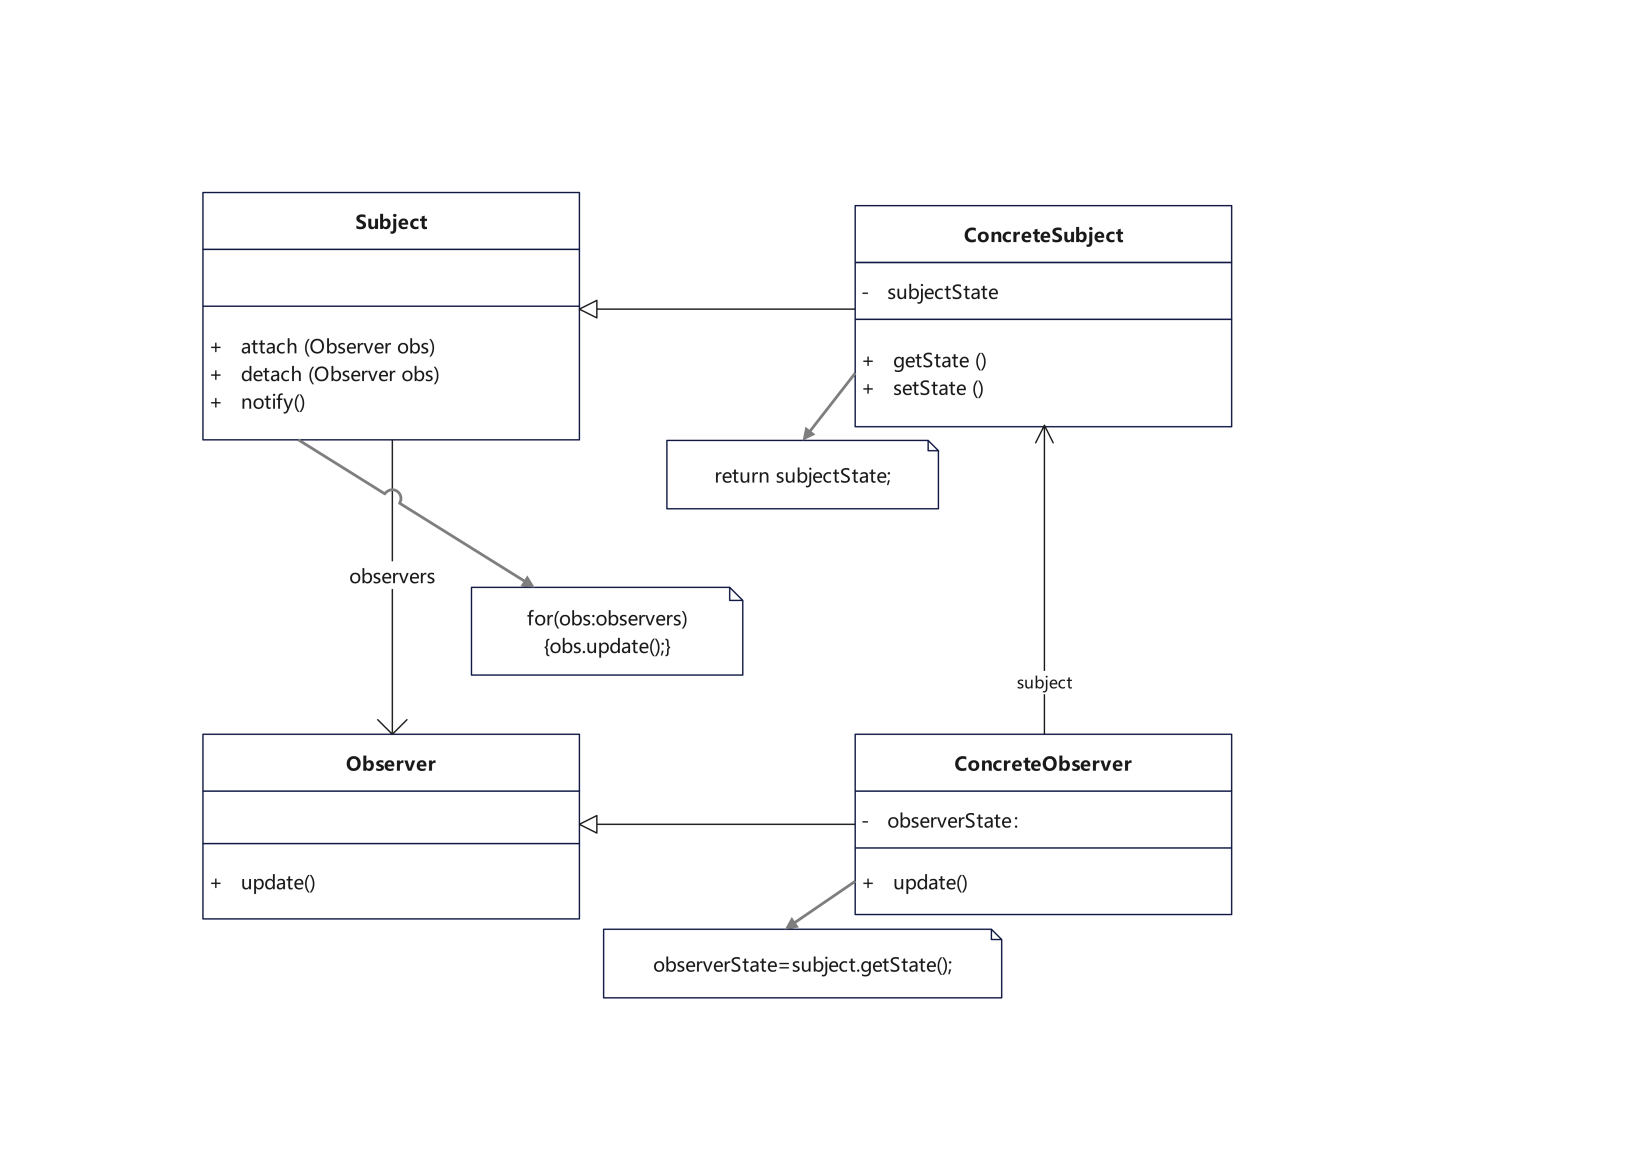 Subject
+ attach (Observer obs)
+ detach (Observer obs)
+ notify()
ConcreteSubject
- subjectState
+ getState ()
+ setState ()
return subjectState;
observers
for(obs:observers)
{obs.update();}
subject
Observer
+ update()
ConcreteObserver
- observerState:
+ update()
observerState=subject.getState();